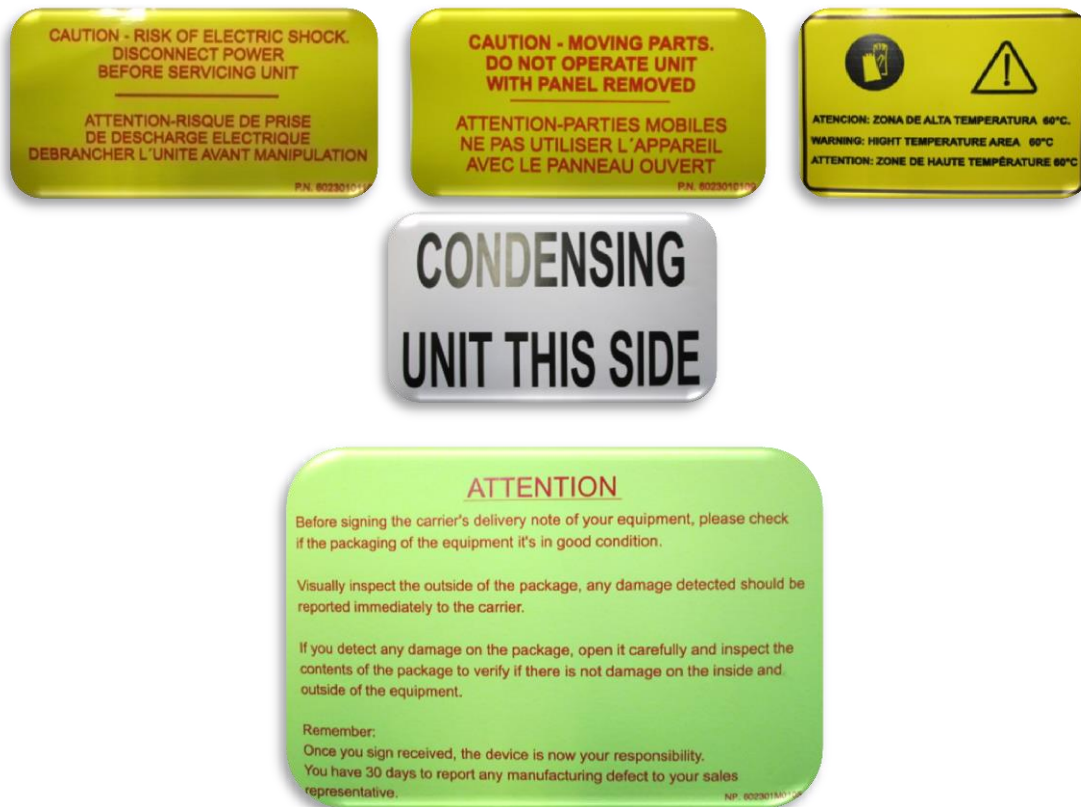 CAUTION - RISK OF ELECTRIC SHOCK.
DISCONNECT POWER
BEFORE SERVICING UNIT
ATTENTION-RISQUE DE PRISE
DE DESCHARGE ELECTRIQUE
DEBRANCHER L´UNITE AVANT MANIPULATION
P.N.
CAUTION - MOVING PARTS.
DO NOT OPERATE UNIT
WITH PANEL REMOVED
ATTENTION-PARTIES MOBILES
NE PAS UTILISER L´APPAREIL
AVEC LE PANNEAU OUVERT
P.N. 6023010109
ATENCION: ZONA DE ALTA TEMPERATURA 60°C.
WARNING: HIGHT TEMPERATURE AREA 60°C
ATTENTION: ZONE DE HAUTE TEMPÉRATURE 60°C
CONDENSING
UNIT THIS SIDE
ATTENTION
Before signing the carrier's delivery note of your equipment, please check
if the packaging of the equipment it's in good condition.
Visually inspect the outside of the package, any damage detected should be
reported immediately to the carrier.
If you detect any damage on the package, open it carefully and inspect the
contents of the package to verify if there is not damage on the inside and
outside of the equipment.
Remember:
Once you sign received, the device is now your responsibility.
You have 30 days to report any manufacturing defect to your sales
representative.
NP.